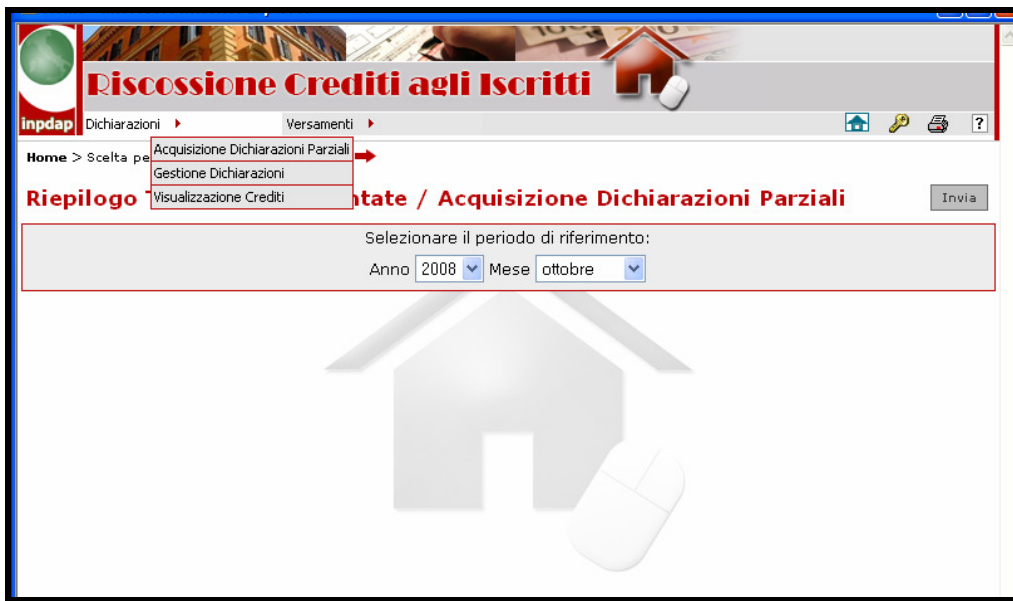 Riscossione Crediti agli Iscritti
inpdap Dichiarazioni Versamenti ?
Home > Scelta pe
Acquisizione Dichiarazioni Parziali
Gestione Dichiarazioni
Visualizzazione Crediti
Riepilogo ntate / Acquisizione Dichiarazioni Parziali Invia
Selezionare il periodo di riferimento:
Anno 2008 Mese ottobre